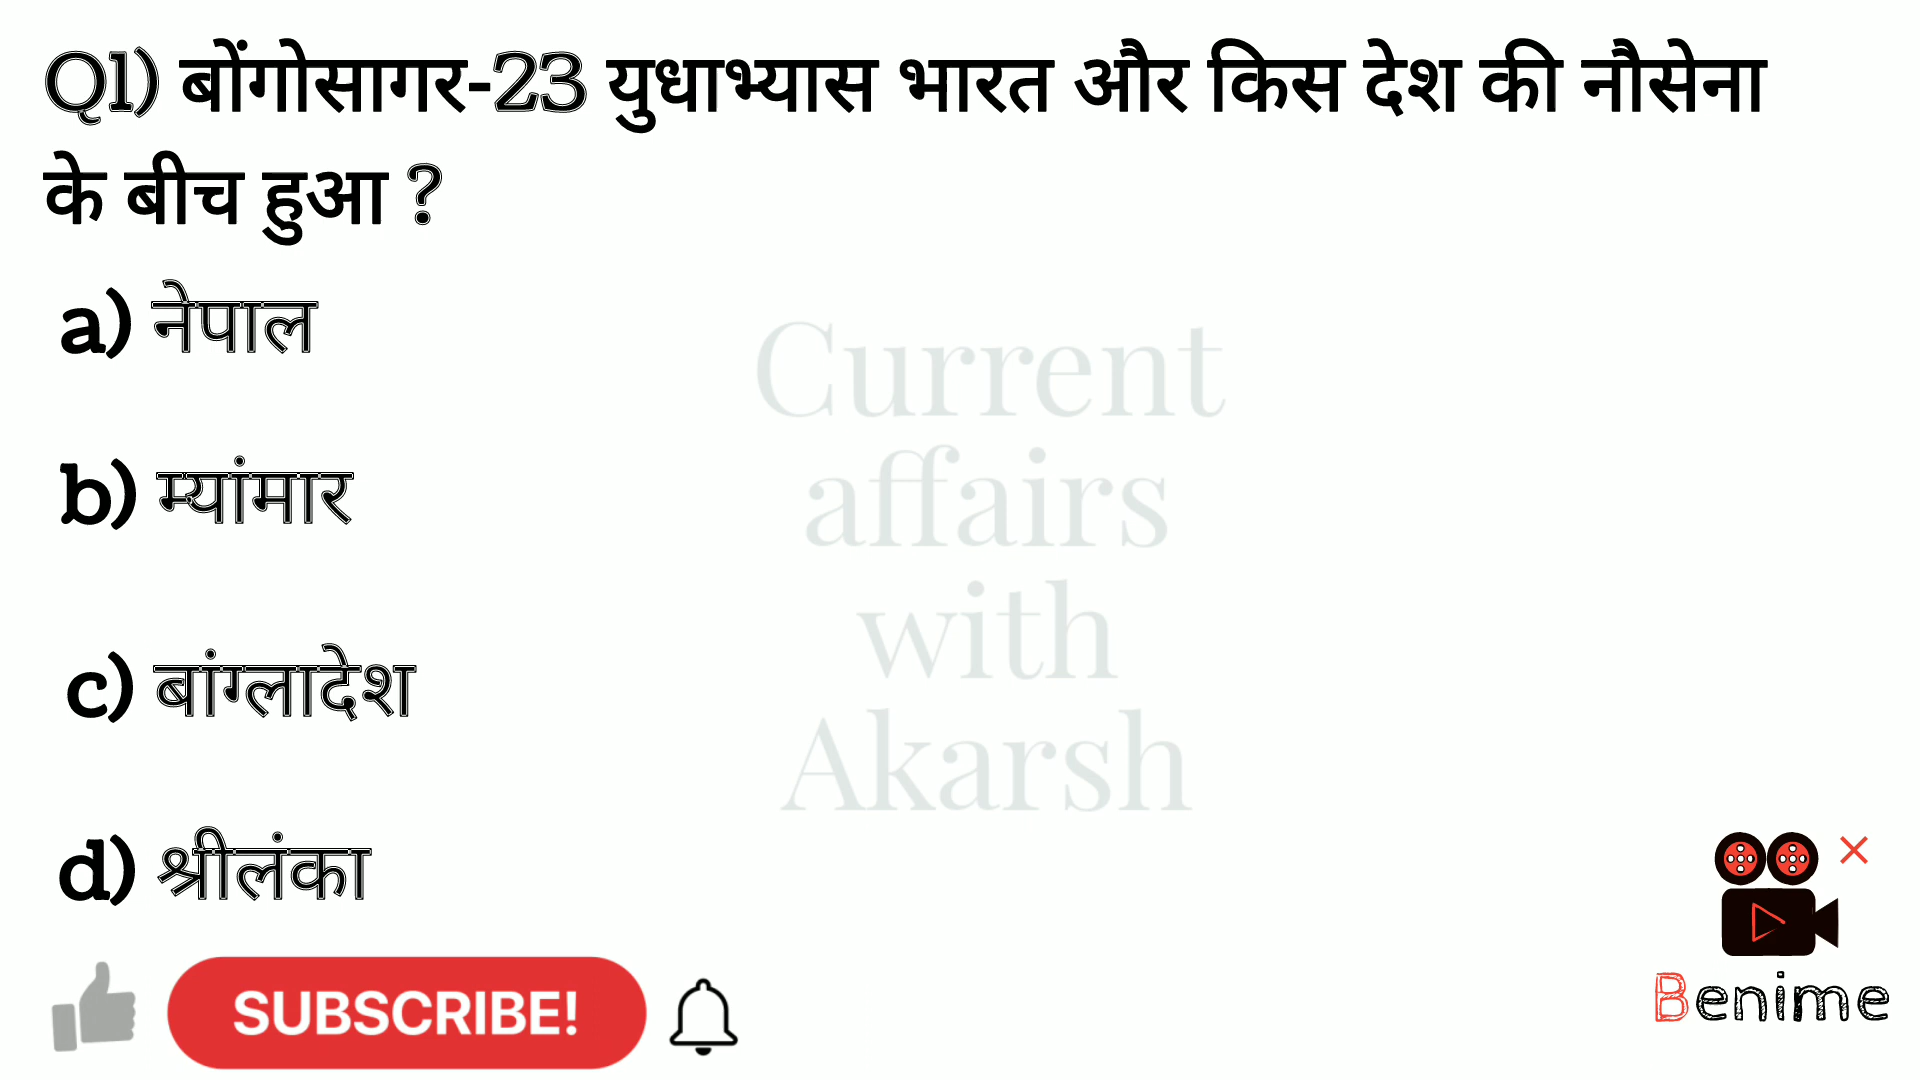 Q1) बोंगोसागर-23 युधाभ्यास भारत और किस देश की नौसेना
के बीच हुआ ?
a) नेपाल
b) म्यांमार
c) बांग्लादेश
d) श्रीलंका
Current
affairs
with
Akarsh
SUBSCRIBE!
Benime